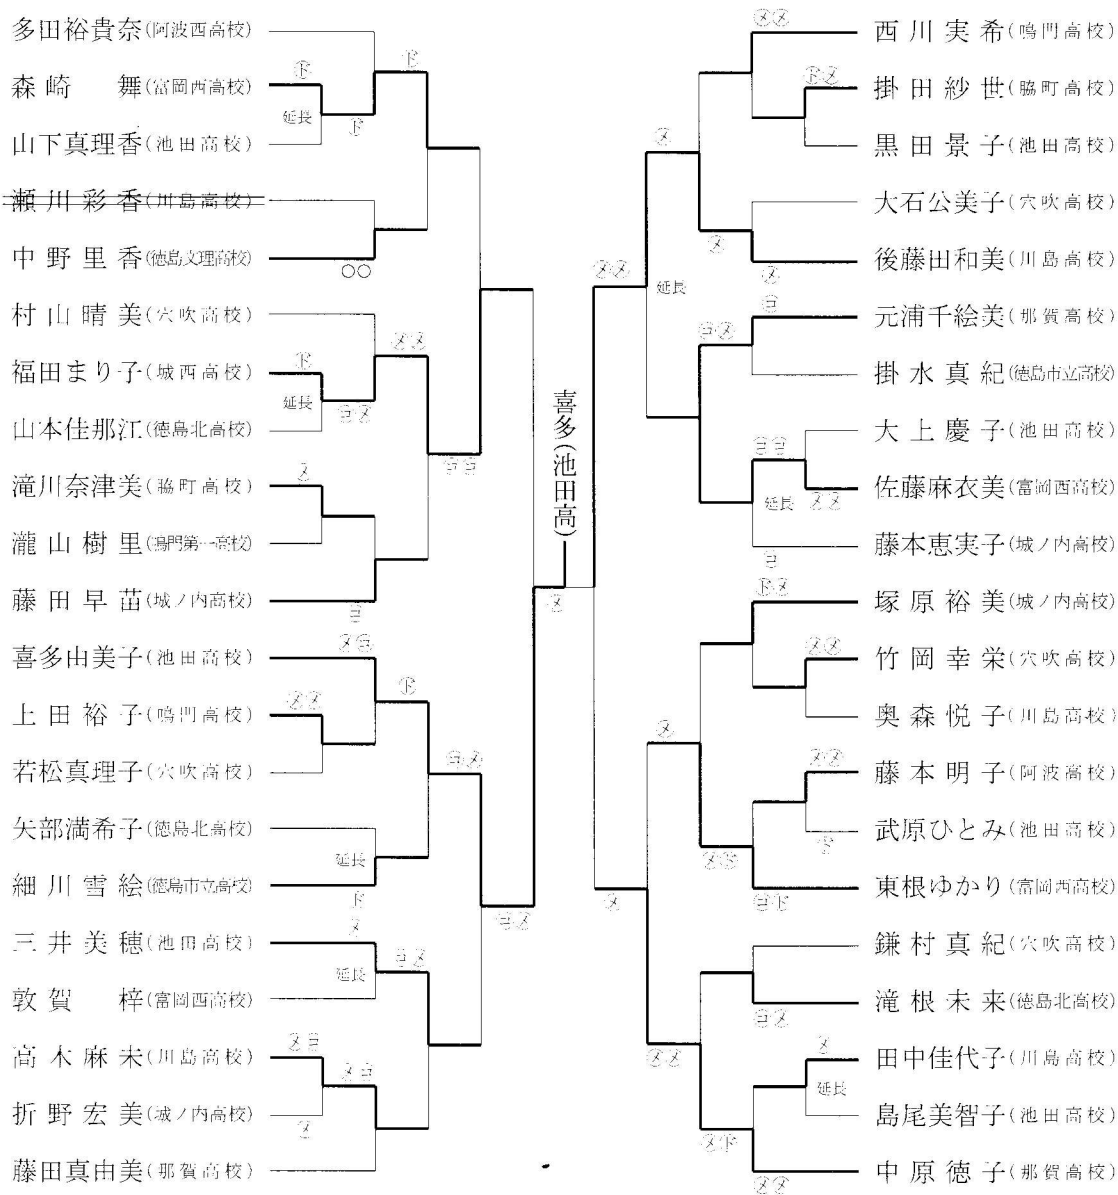 多田裕貴奈(阿波西高校)
森崎 舞(富岡西高校)
山下真理香(池田高校)
瀬川彩香(川島高校)
中野里香(徳島文理高校)
村山晴美(穴吹高校)
福田まり子(城西高校)
山本佳那江(徳島北高校)
滝川奈津美(脇町高校)
瀧山樹里(鳴門第一高校)
藤田早苗(城ノ内高校)
喜多由美子(池田高校)
上田裕子(鳴門高校)
若松真理子(穴吹高校)
矢部満希子(徳島北高校)
細川雪絵(徳島市立高校)
三井美穂(池田高校)
敦賀 梓(富岡西高校)
高木麻未(川島高校)
折野宏美(城ノ内高校)
藤田真由美(那賀高校)
延長
延長
延長
延長
喜多(池田高)
延長
延長
延長
西川実希(鳴門高校)
掛田紗世(脇町高校)
黒田景子(池田高校)
大石公美子(穴吹高校)
後藤田和美(川島高校)
元浦千絵美(那賀高校)
掛水真紀(徳島市立高校)
大上慶子(池田高校)
佐藤麻衣美(富岡西高校)
藤本恵実子(城ノ内高校)
塚原裕美(城ノ内高校)
竹岡幸栄(穴吹高校)
奥森悦子(川島高校)
藤本明子(阿波高校)
武原ひとみ(池田高校)
東根ゆかり(富岡西高校)
鎌村真紀(穴吹高校)
滝根未来(徳島北高校)
田中佳代子(川島高校)
島尾美智子(池田高校)
中原徳子(那賀高校)